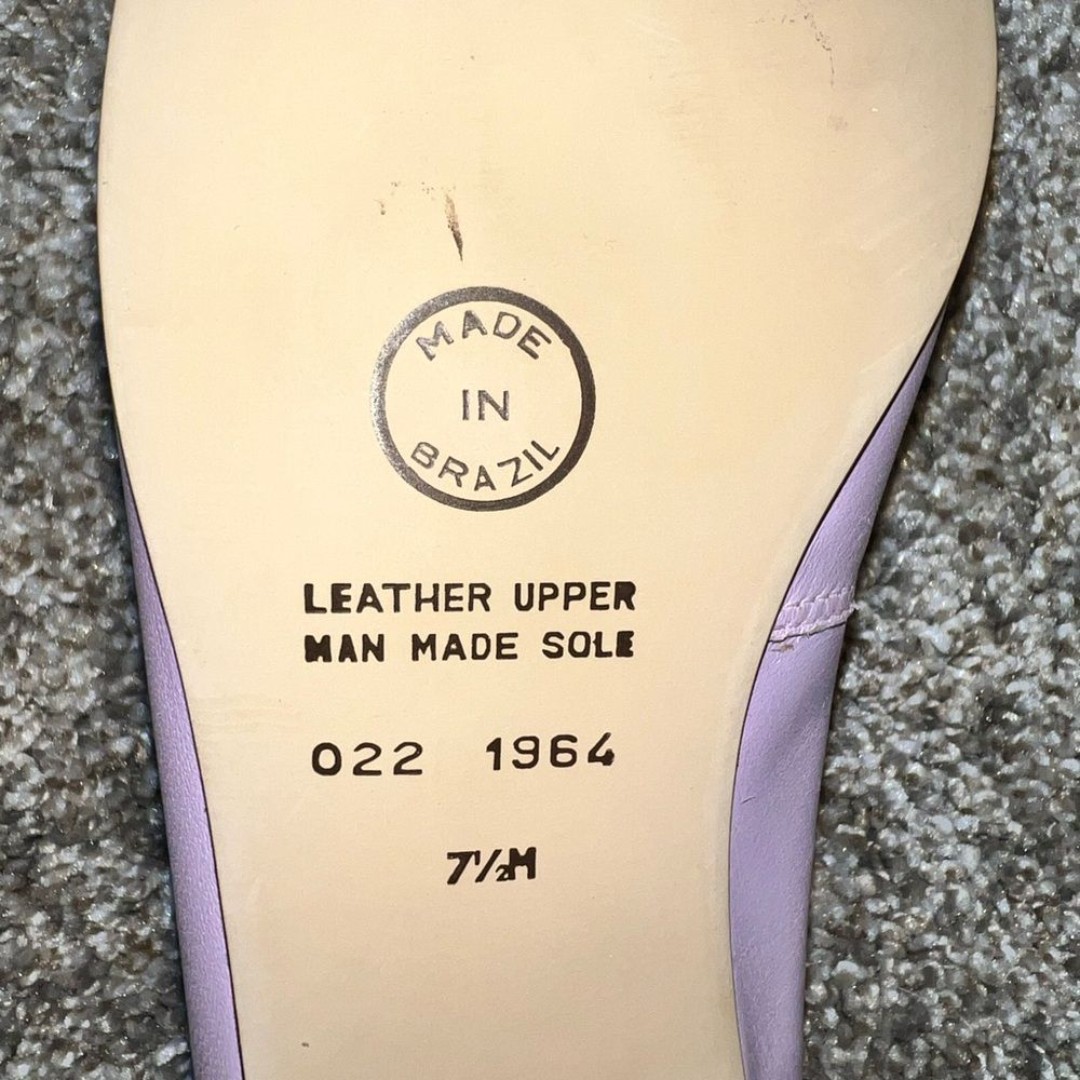 MADE
IN
BRAZIL
LEATHER UPPER
MAN MADE SOLE
022 1964
7½M